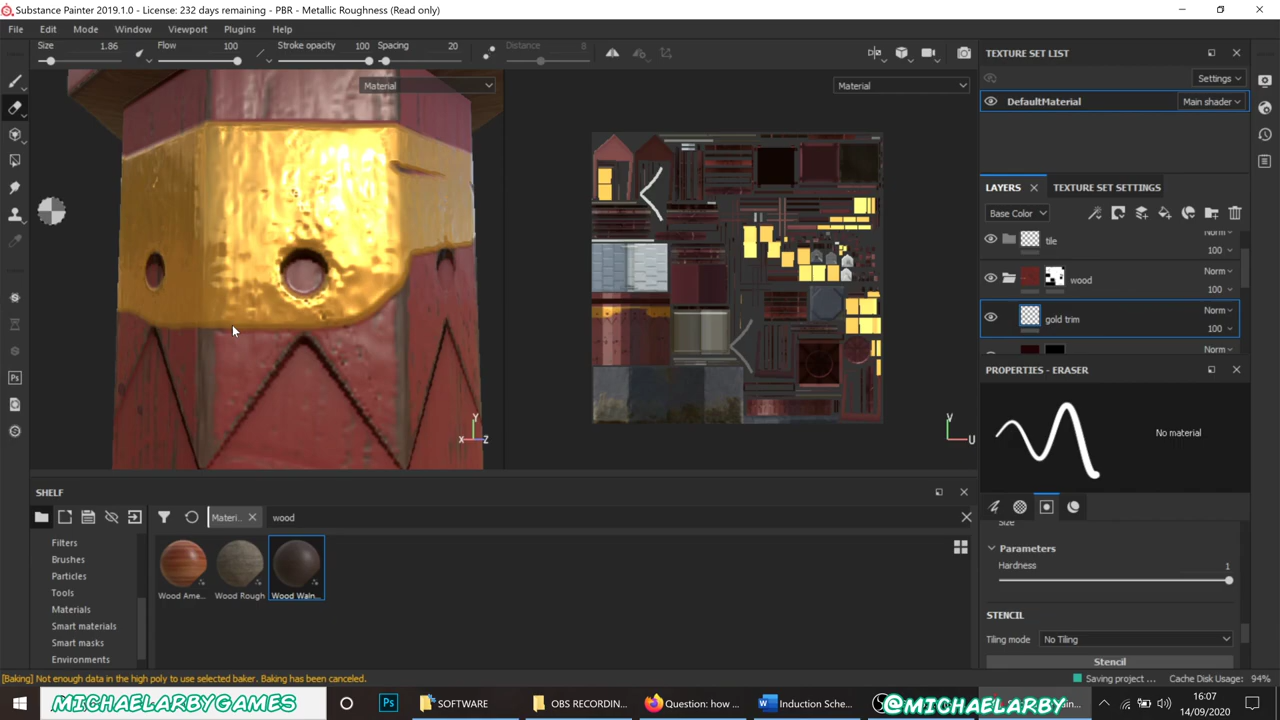 Substance Painter 2019.1.0 - License: 232 days remaining - PBR - Metallic Roughness (Read only)
File Edit Mode Window Viewport Plugins Help
Size 1.86 Flow 100 Stroke opacity 100 Spacing 20 Distance 8
Material
Material
X Y Z
V U
TEXTURE SET LIST
Settings
DefaultMaterial Main shader
LAYERS TEXTURE SET SETTINGS
Base Color
Norm
tile
100
Norm
wood
100
Norm
gold trim
100
Norm
PROPERTIES - ERASER
No material
Size
Parameters
Hardness 1
STENCIL
Tiling mode No Tiling
Stencil
SHELF
Materi... wood
Filters
Brushes
Particles
Tools
Materials
Smart materials
Smart masks
Environments
Wood Ame... Wood Rough Wood Waln...
[Baking] Not enough data in the high poly to use selected baker. Baking has been canceled.
Saving project ... Cache Disk Usage: 94%
MICHAELARBYGAMES
Ps
SOFTWARE
OBS RECORDIN...
Question: how ...
Induction Sche...
@MICHAELARBY
16:07
14/09/2020